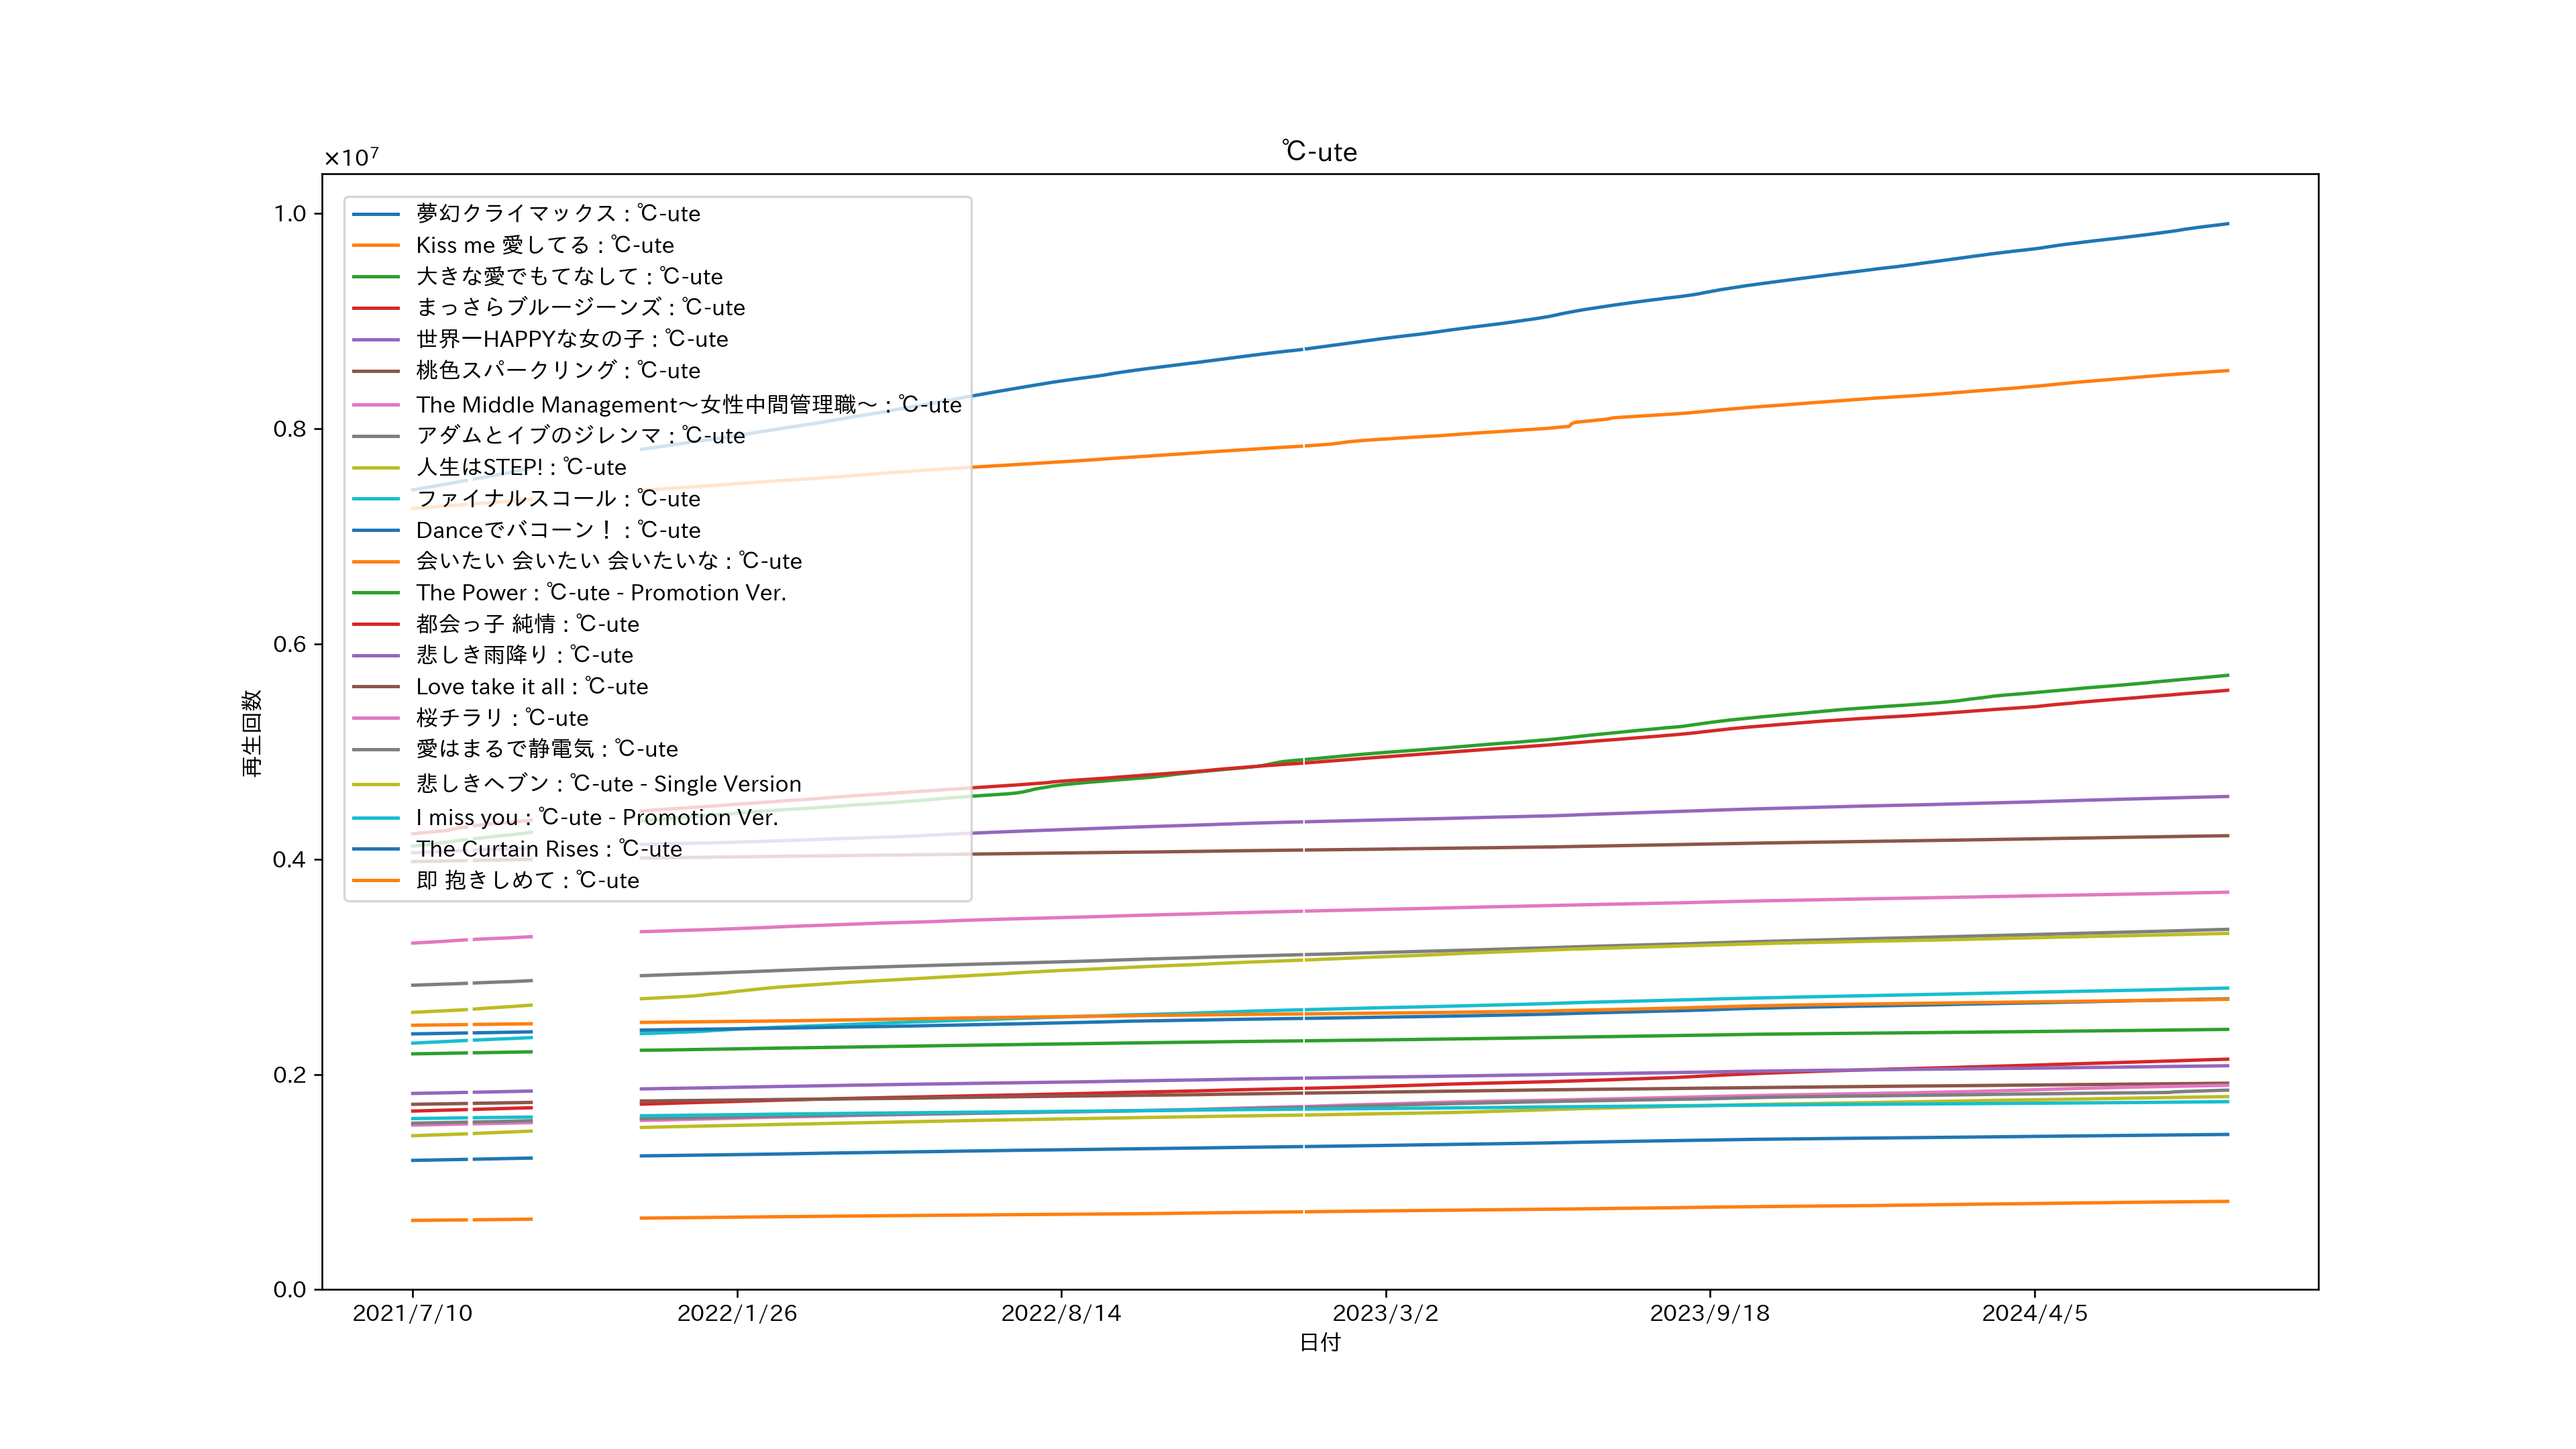 ℃-ute
×10⁷
1.0
0.8
0.6
0.4
0.2
0.0
再生回数
夢幻クライマックス : ℃-ute
Kiss me 愛してる : ℃-ute
大きな愛でもてなして : ℃-ute
まっさらブルージーンズ : ℃-ute
世界一HAPPYな女の子 : ℃-ute
桃色スパークリング : ℃-ute
The Middle Management～女性中間管理職～ : ℃-ute
アダムとイブのジレンマ : ℃-ute
人生はSTEP! : ℃-ute
ファイナルスコール : ℃-ute
Danceでバコーン！ : ℃-ute
会いたい 会いたい 会いたいな : ℃-ute
The Power : ℃-ute - Promotion Ver.
都会っ子 純情 : ℃-ute
悲しき雨降り : ℃-ute
Love take it all : ℃-ute
桜チラリ : ℃-ute
愛はまるで静電気 : ℃-ute
悲しきヘブン : ℃-ute - Single Version
I miss you : ℃-ute - Promotion Ver.
The Curtain Rises : ℃-ute
即 抱きしめて : ℃-ute
2021/7/10
2022/1/26
2022/8/14
2023/3/2
2023/9/18
2024/4/5
日付